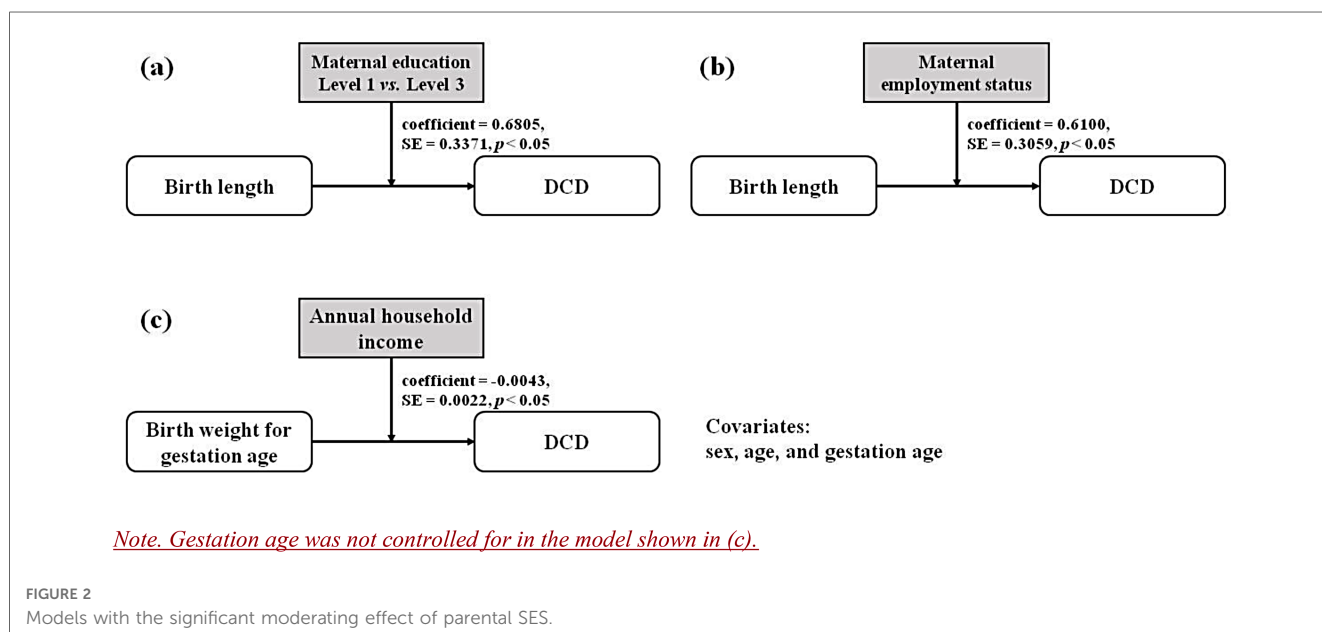 (a)
Maternal education
Level 1 vs. Level 3
coefficient = 0.6805,
SE = 0.3371, p < 0.05
Birth length
DCD
(b)
Maternal
employment status
coefficient = 0.6100,
SE = 0.3059, p < 0.05
Birth length
DCD
(c)
Annual household
income
coefficient = -0.0043,
SE = 0.0022, p < 0.05
Birth weight for
gestation age
DCD
Covariates:
sex, age, and gestation age
Note. Gestation age was not controlled for in the model shown in (c).
FIGURE 2
Models with the significant moderating effect of parental SES.